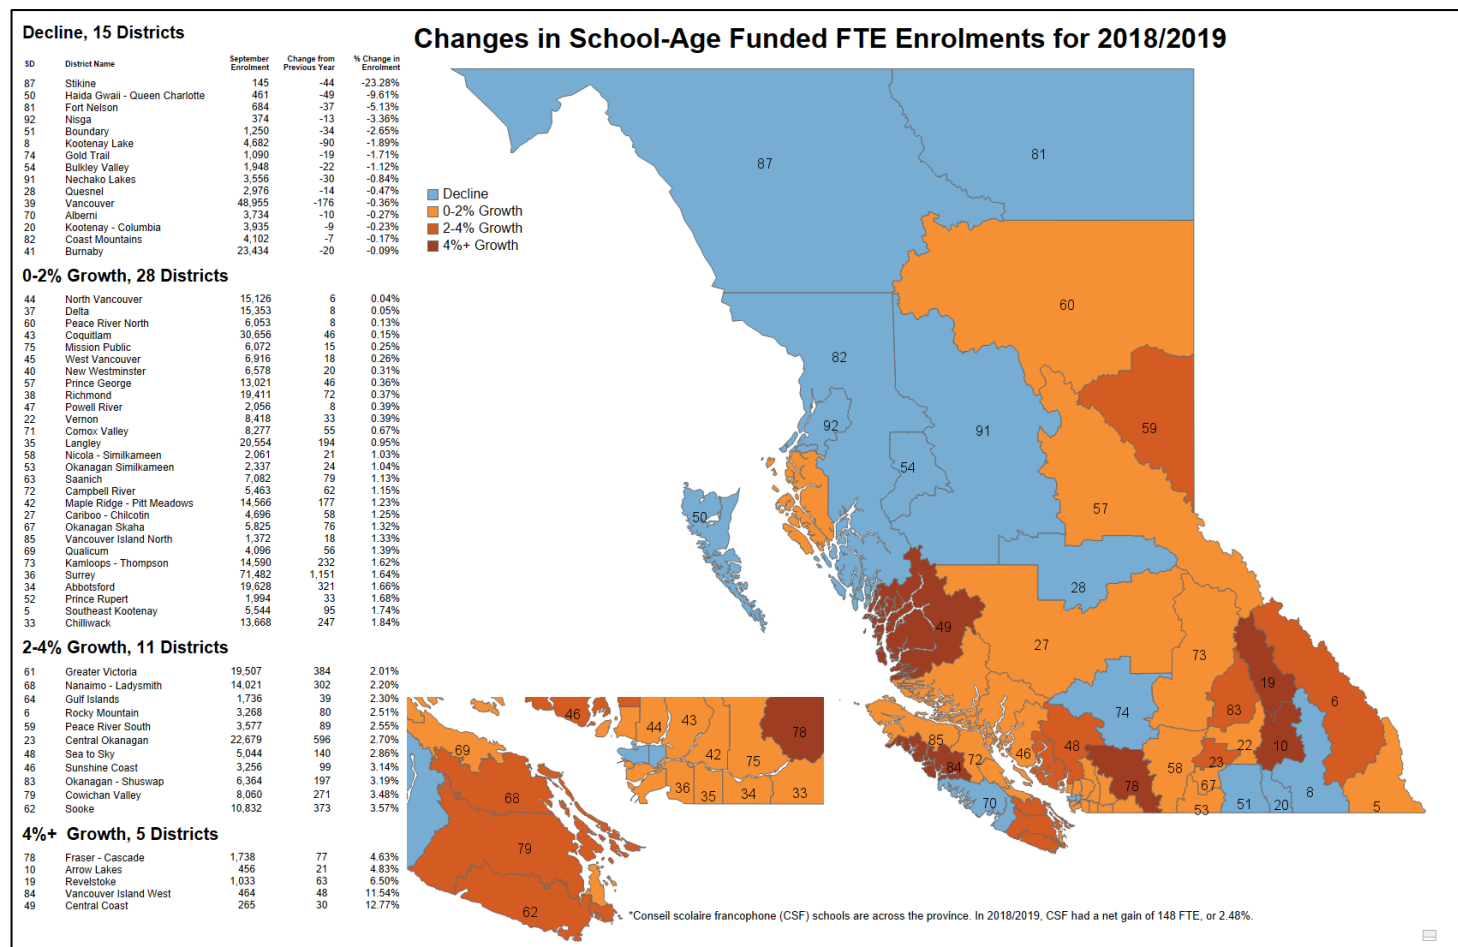 Changes in School-Age Funded FTE Enrolments for 2018/2019
Decline, 15 Districts
SD District Name September Enrolment Change from Previous Year % Change in Enrolment
87 Stikine 145 -44 -23.28%
50 Haida Gwaii - Queen Charlotte 461 -49 -9.61%
81 Fort Nelson 684 -37 -5.13%
92 Nisga 374 -13 -3.36%
51 Boundary 1,250 -34 -2.65%
8 Kootenay Lake 4,682 -90 -1.89%
74 Gold Trail 1,090 -19 -1.71%
54 Bulkley Valley 1,948 -22 -1.12%
91 Nechako Lakes 3,556 -30 -0.84%
28 Quesnel 2,976 -14 -0.47%
39 Vancouver 48,955 -176 -0.36%
70 Alberni 3,734 -10 -0.27%
20 Kootenay - Columbia 3,935 -9 -0.23%
82 Coast Mountains 4,102 -7 -0.17%
41 Burnaby 23,434 -20 -0.09%
0-2% Growth, 28 Districts
44 North Vancouver 15,126 6 0.04%
37 Delta 15,353 8 0.05%
60 Peace River North 6,053 8 0.13%
43 Coquitlam 30,656 46 0.15%
75 Mission Public 6,072 15 0.25%
45 West Vancouver 6,916 18 0.26%
40 New Westminster 6,578 20 0.31%
57 Prince George 13,021 46 0.36%
38 Richmond 19,411 72 0.37%
47 Powell River 2,056 8 0.39%
22 Vernon 8,418 33 0.39%
71 Comox Valley 8,277 55 0.67%
35 Langley 20,554 194 0.95%
58 Nicola - Similkameen 2,061 21 1.03%
53 Okanagan Similkameen 2,337 24 1.04%
63 Saanich 7,082 79 1.13%
72 Campbell River 5,463 62 1.15%
42 Maple Ridge - Pitt Meadows 14,566 177 1.23%
27 Cariboo - Chilcotin 4,696 58 1.25%
67 Okanagan Skaha 5,825 76 1.32%
85 Vancouver Island North 1,372 18 1.33%
69 Qualicum 4,096 56 1.39%
73 Kamloops - Thompson 14,590 232 1.62%
36 Surrey 71,482 1,151 1.64%
34 Abbotsford 19,628 321 1.66%
52 Prince Rupert 1,994 33 1.68%
5 Southeast Kootenay 5,544 95 1.74%
33 Chilliwack 13,668 247 1.84%
2-4% Growth, 11 Districts
61 Greater Victoria 19,507 384 2.01%
68 Nanaimo - Ladysmith 14,021 302 2.20%
64 Gulf Islands 1,736 39 2.30%
6 Rocky Mountain 3,268 80 2.51%
59 Peace River South 3,577 89 2.55%
23 Central Okanagan 22,679 596 2.70%
48 Sea to Sky 5,044 140 2.86%
46 Sunshine Coast 3,256 99 3.14%
83 Okanagan - Shuswap 6,364 197 3.19%
79 Cowichan Valley 8,060 271 3.48%
62 Sooke 10,832 373 3.57%
4%+ Growth, 5 Districts
78 Fraser - Cascade 1,738 77 4.63%
10 Arrow Lakes 456 21 4.83%
19 Revelstoke 1,033 63 6.50%
84 Vancouver Island West 464 48 11.54%
49 Central Coast 265 30 12.77%
Decline
0-2% Growth
2-4% Growth
4%+ Growth
87
81
60
82
92
91
59
54
50
57
28
49
27
73
19
6
74
83
85
72
46
48
22
10
23
58
84
78
67
8
70
53
51
20
5
46
44
43
78
69
42
75
36
35
34
33
68
79
62
*Conseil scolaire francophone (CSF) schools are across the province. In 2018/2019, CSF had a net gain of 148 FTE, or 2.48%.